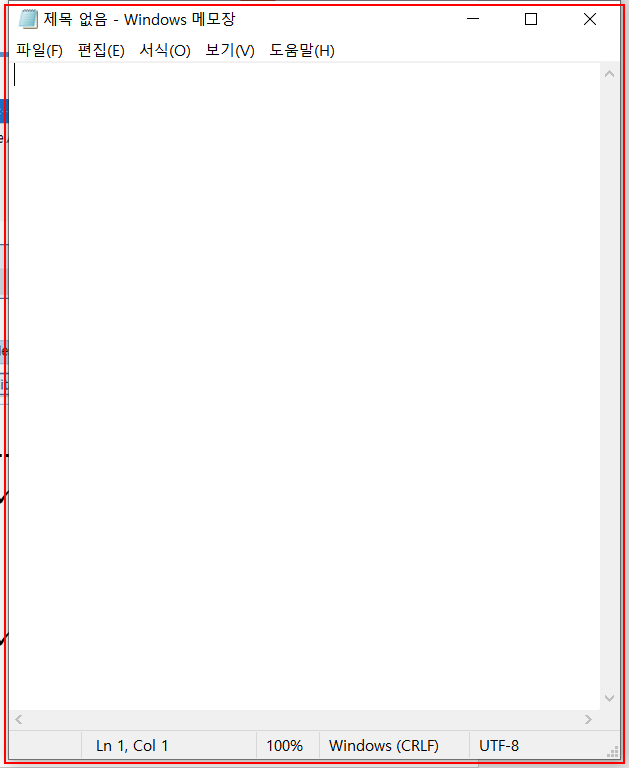 제목 없음 - Windows 메모장
파일(F) 편집(E) 서식(O) 보기(V) 도움말(H)
Ln 1, Col 1 100% Windows (CRLF) UTF-8